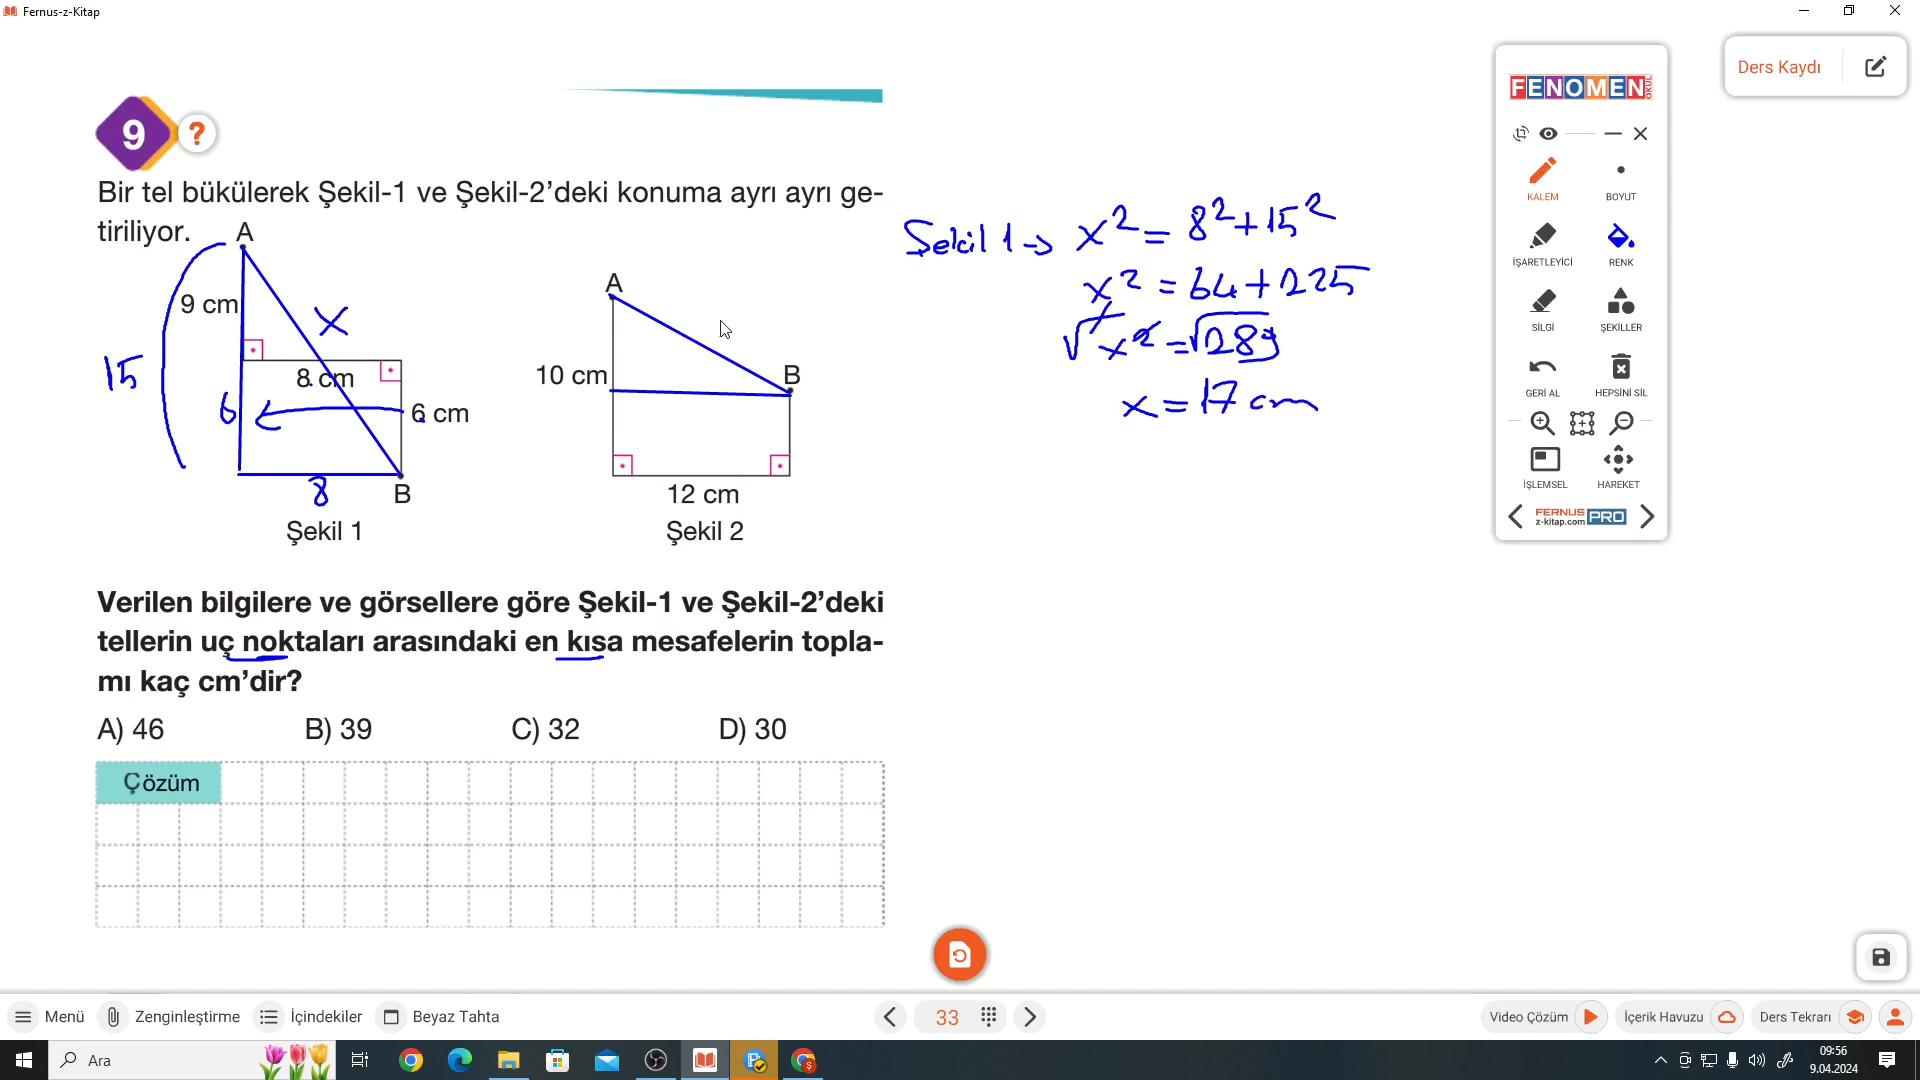 Fernus-z-Kitap
Ders Kaydı
FENOMEN OKUL
9 ?
KALEM BOYUT
İŞARETLEYİCİ RENK
SİLGİ ŞEKİLLER
GERİ AL HEPSİNİ SİL
İŞLEMSEL HAREKET
FERNUS z-kitap.com PRO
Bir tel bükülerek Şekil-1 ve Şekil-2’deki konuma ayrı ayrı ge-
tiriliyor.
A
9 cm
x
15
8 cm
6
6 cm
8
B
Şekil 1
A
10 cm
B
12 cm
Şekil 2
Şekil 1 → x² = 8² + 15²
x² = 64 + 225
√x² = √289
x = 17 cm
Verilen bilgilere ve görsellere göre Şekil-1 ve Şekil-2’deki
tellerin uç noktaları arasındaki en kısa mesafelerin topla-
mı kaç cm’dir?
A) 46 B) 39 C) 32 D) 30
Çözüm
Menü Zenginleştirme İçindekiler Beyaz Tahta 33 Video Çözüm İçerik Havuzu Ders Tekrarı
Ara
09:56
9.04.2024